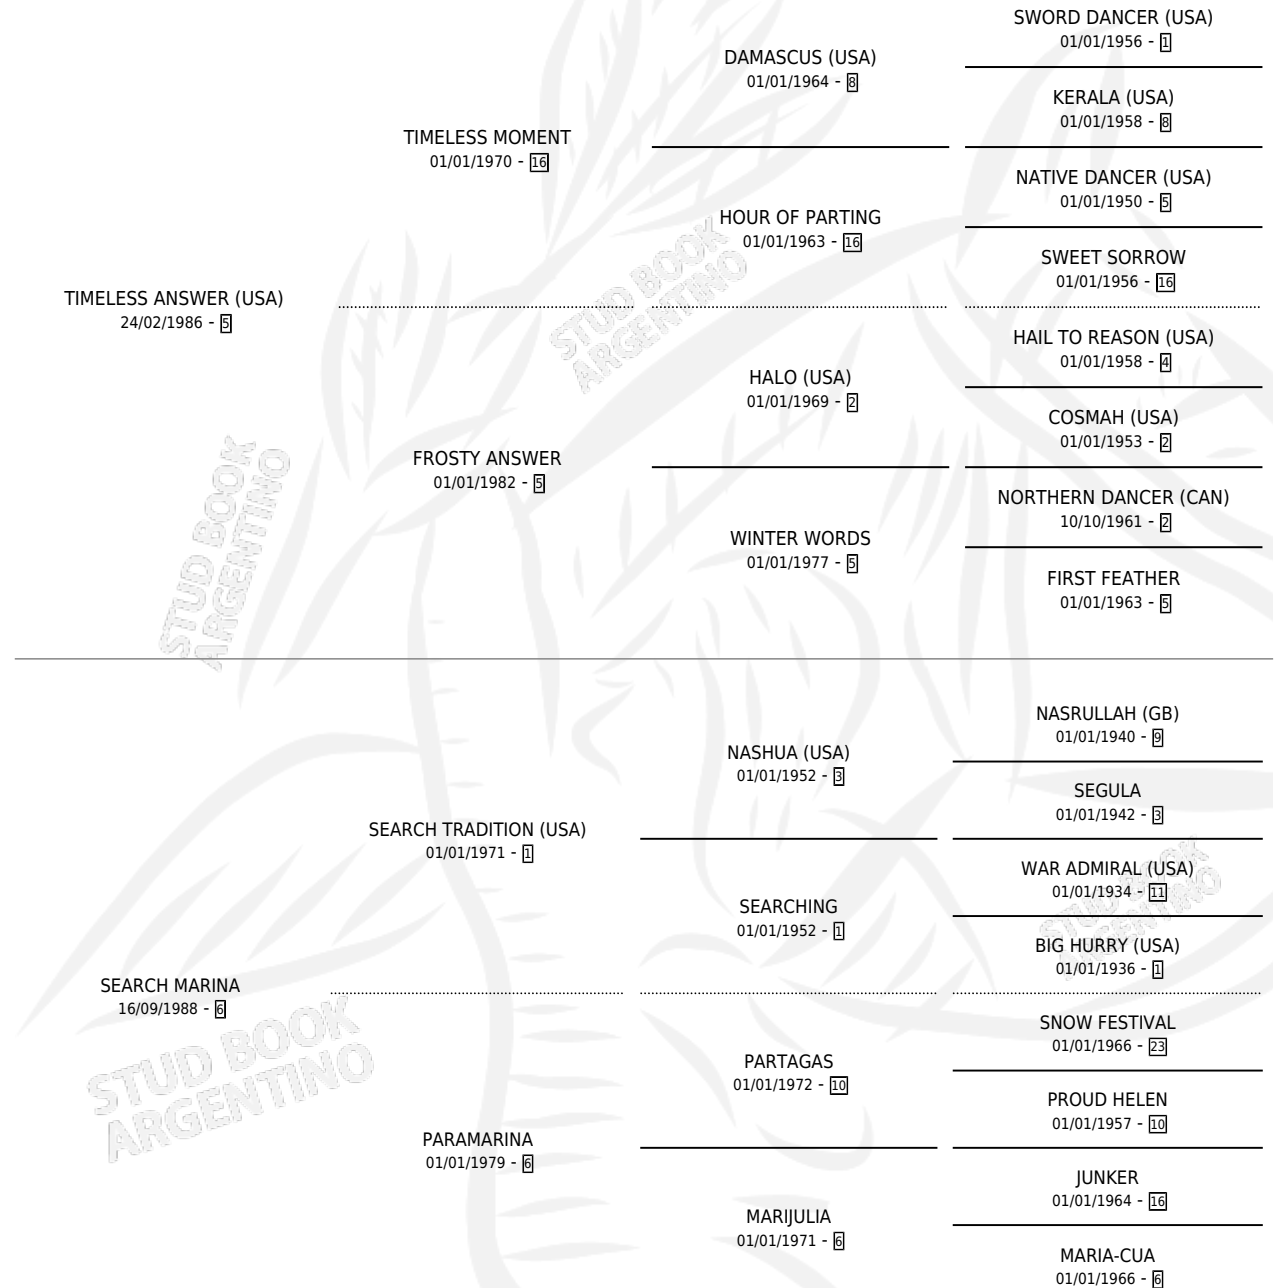 SWORD DANCER (USA)
01/01/1956 - 1
DAMASCUS (USA)
01/01/1964 - 8
KERALA (USA)
01/01/1958 - 8
TIMELESS MOMENT
01/01/1970 - 16
NATIVE DANCER (USA)
01/01/1950 - 5
HOUR OF PARTING
01/01/1963 - 16
SWEET SORROW
01/01/1956 - 16
TIMELESS ANSWER (USA)
24/02/1986 - 5
HAIL TO REASON (USA)
01/01/1958 - 4
HALO (USA)
01/01/1969 - 2
COSMAH (USA)
01/01/1953 - 2
FROSTY ANSWER
01/01/1982 - 5
NORTHERN DANCER (CAN)
10/10/1961 - 2
WINTER WORDS
01/01/1977 - 5
FIRST FEATHER
01/01/1963 - 5
NASRULLAH (GB)
01/01/1940 - 9
NASHUA (USA)
01/01/1952 - 3
SEGULA
01/01/1942 - 3
SEARCH TRADITION (USA)
01/01/1971 - 1
WAR ADMIRAL (USA)
01/01/1934 - 11
SEARCHING
01/01/1952 - 1
BIG HURRY (USA)
01/01/1936 - 1
SEARCH MARINA
16/09/1988 - 6
SNOW FESTIVAL
01/01/1966 - 23
PARTAGAS
01/01/1972 - 10
PROUD HELEN
01/01/1957 - 10
PARAMARINA
01/01/1979 - 6
JUNKER
01/01/1964 - 16
MARIJULIA
01/01/1971 - 6
MARIA-CUA
01/01/1966 - 6
STUD BOOK
ARGENTINO
STUD BOOK
ARGENTINO
STUD BOOK
ARGENTINO
STUD BOOK
ARGENTINO